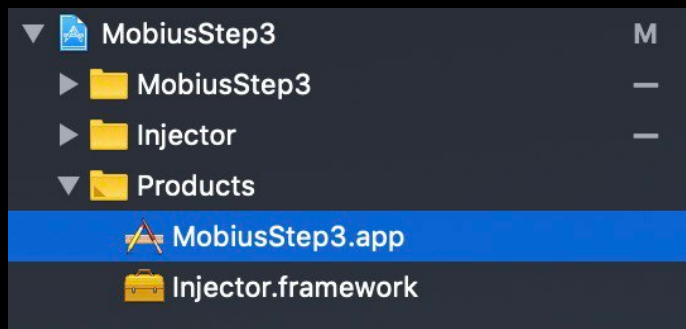 MobiusStep3 M
MobiusStep3 –
Injector –
Products
MobiusStep3.app
Injector.framework